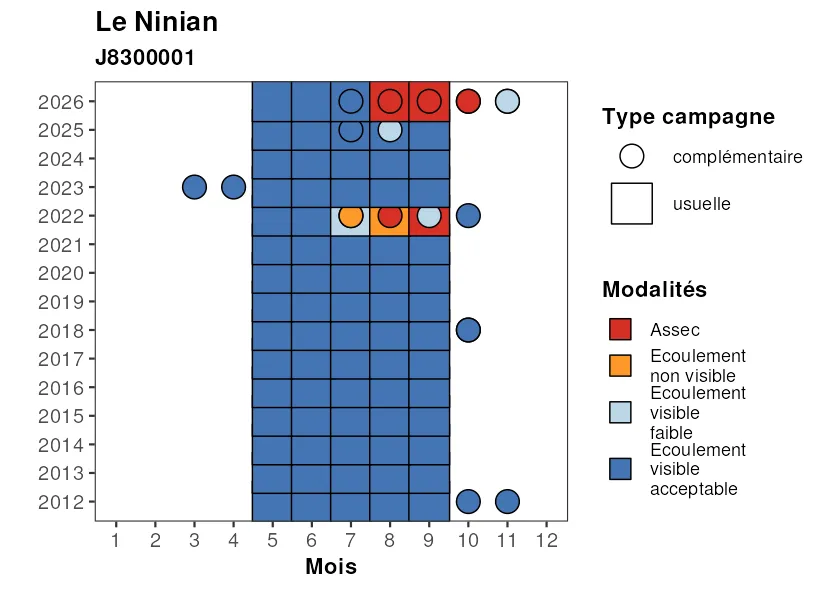 Le Ninian
J8300001
2026
2025
2024
2023
2022
2021
2020
2019
2018
2017
2016
2015
2014
2013
2012
1 2 3 4 5 6 7 8 9 10 11 12
Mois
Type campagne
complémentaire
usuelle
Modalités
Assec
Ecoulement
non visible
Ecoulement
visible
faible
Ecoulement
visible
acceptable